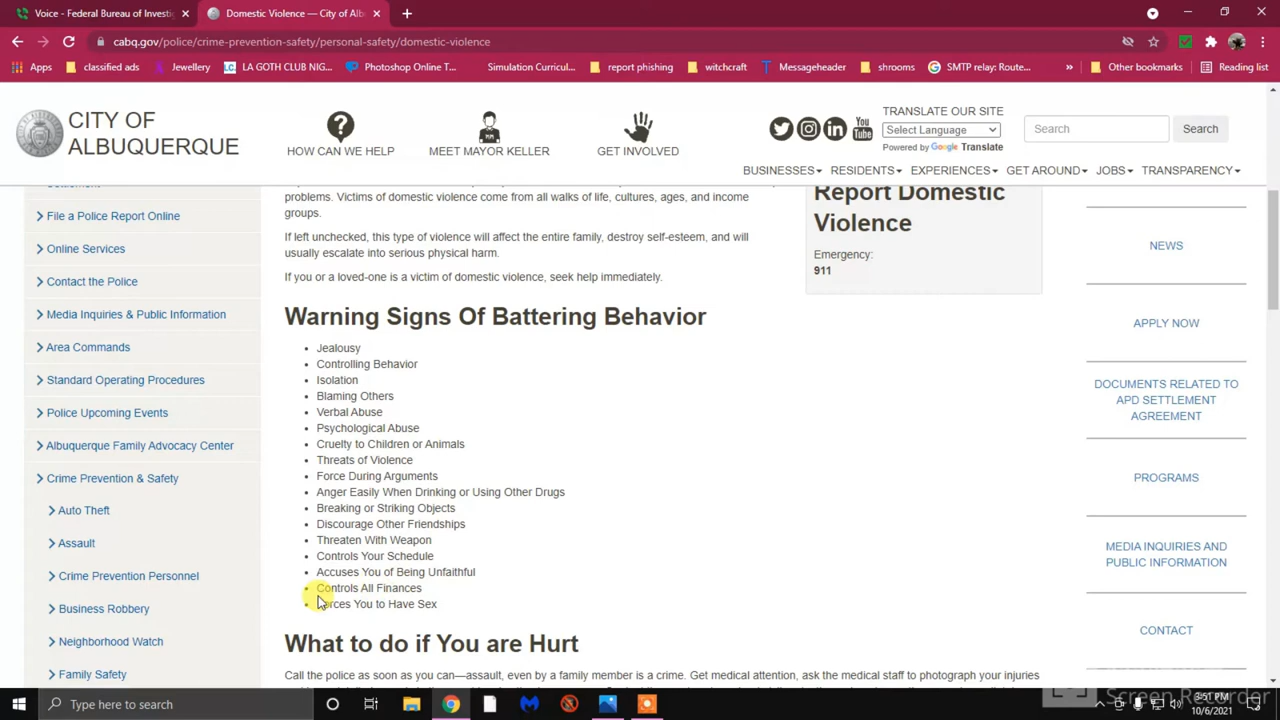 Voice - Federal Bureau of Investig
Domestic Violence — City of Alb
cabq.gov/police/crime-prevention-safety/personal-safety/domestic-violence
Apps
classified ads
Jewellery
LA GOTH CLUB NIG...
Photoshop Online T...
Simulation Curricul...
report phishing
witchcraft
Messageheader
shrooms
SMTP relay: Route...
»
Other bookmarks
Reading list
CITY OF
ALBUQUERQUE
HOW CAN WE HELP
MEET MAYOR KELLER
GET INVOLVED
TRANSLATE OUR SITE
Select Language
Powered by Google Translate
Search
Search
BUSINESSES
RESIDENTS
EXPERIENCES
GET AROUND
JOBS
TRANSPARENCY
File a Police Report Online
Online Services
Contact the Police
Media Inquiries & Public Information
Area Commands
Standard Operating Procedures
Police Upcoming Events
Albuquerque Family Advocacy Center
Crime Prevention & Safety
Auto Theft
Assault
Crime Prevention Personnel
Business Robbery
Neighborhood Watch
Family Safety
problems. Victims of domestic violence come from all walks of life, cultures, ages, and income
groups.
If left unchecked, this type of violence will affect the entire family, destroy self-esteem, and will
usually escalate into serious physical harm.
If you or a loved-one is a victim of domestic violence, seek help immediately.
Warning Signs Of Battering Behavior
• Jealousy
• Controlling Behavior
• Isolation
• Blaming Others
• Verbal Abuse
• Psychological Abuse
• Cruelty to Children or Animals
• Threats of Violence
• Force During Arguments
• Anger Easily When Drinking or Using Other Drugs
• Breaking or Striking Objects
• Discourage Other Friendships
• Threaten With Weapon
• Controls Your Schedule
• Accuses You of Being Unfaithful
• Controls All Finances
• Forces You to Have Sex
What to do if You are Hurt
Call the police as soon as you can—assault, even by a family member is a crime. Get medical attention, ask the medical staff to photograph your injuries
Report Domestic
Violence
Emergency:
911
NEWS
APPLY NOW
DOCUMENTS RELATED TO
APD SETTLEMENT
AGREEMENT
PROGRAMS
MEDIA INQUIRIES AND
PUBLIC INFORMATION
CONTACT
Screen Recorder
Type here to search
3:51 PM
10/6/2021